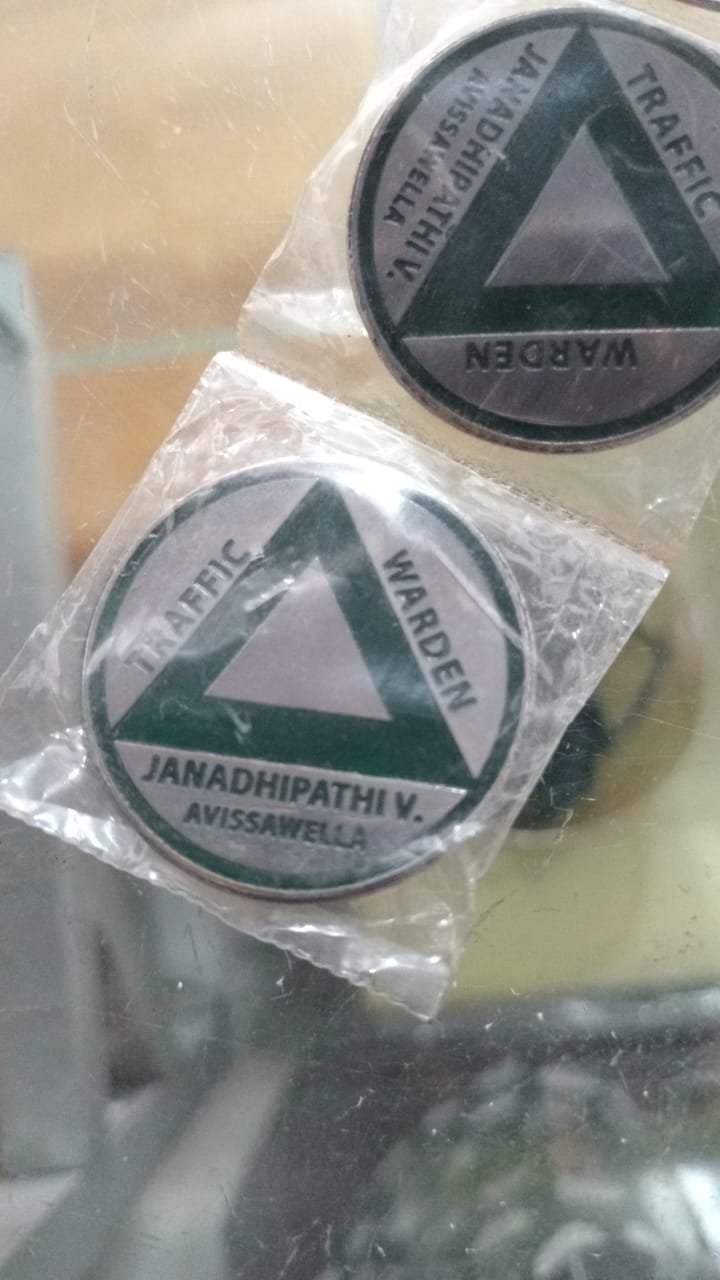 TRAFFIC
WARDEN
JANADHIPATHI V.
AVISSAWELLA
TRAFFIC
WARDEN
JANADHIPATHI V.
AVISSAWELLA